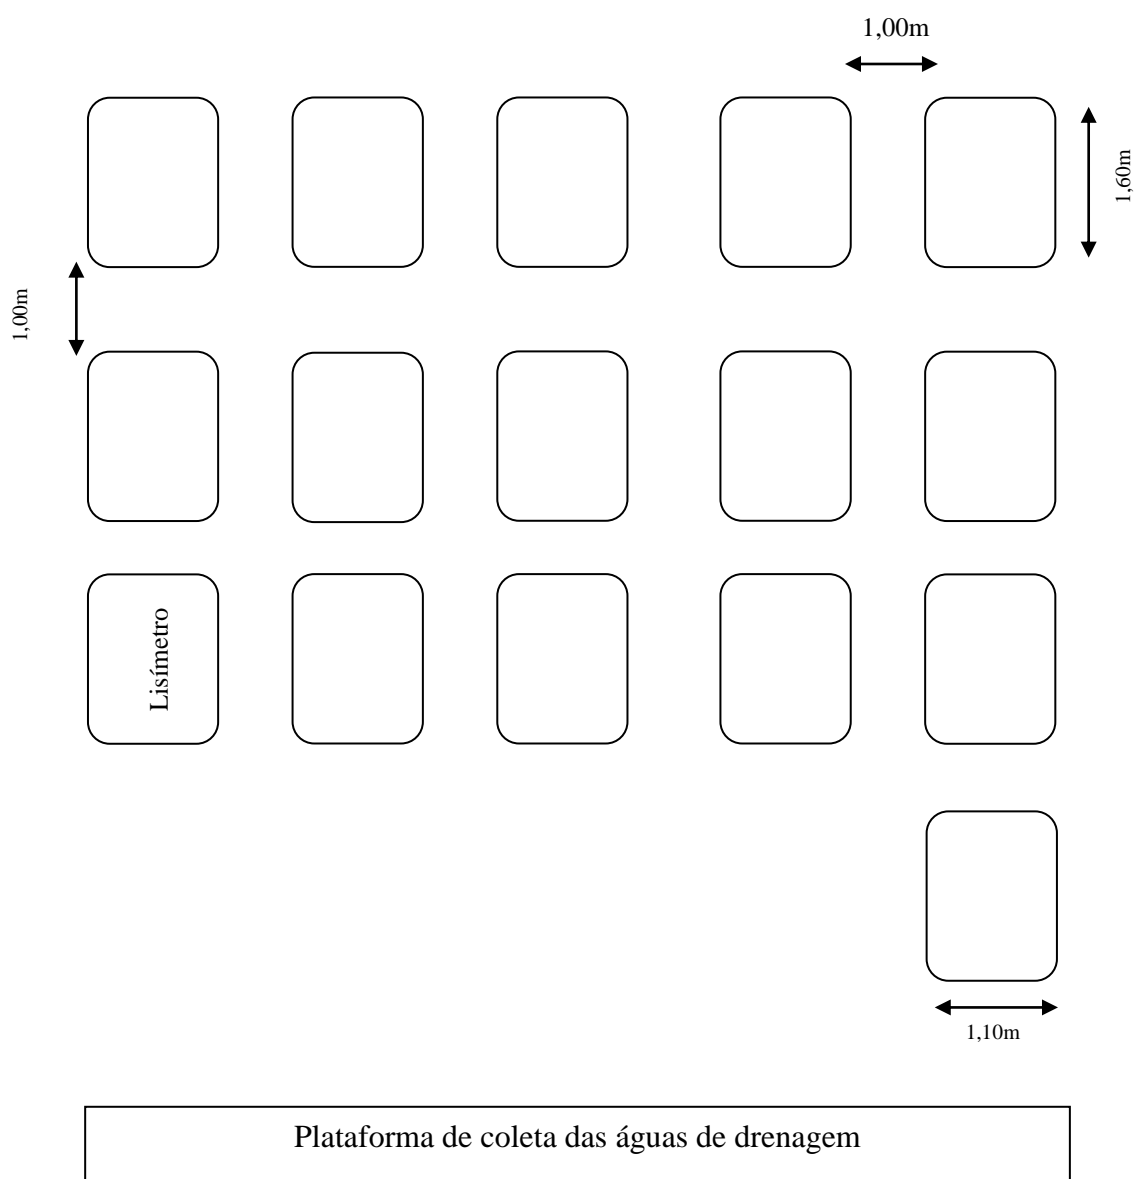 1,00m
1,60m
1,00m
Lisímetro
1,10m
Plataforma de coleta das águas de drenagem